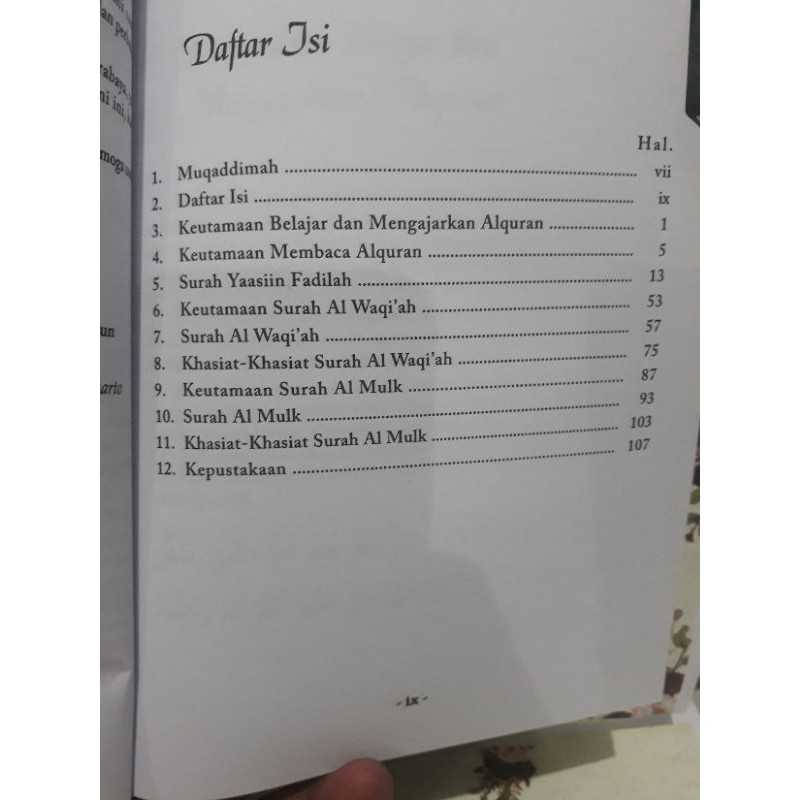 Daftar Isi
Hal.
1. Muqaddimah ........ vii
2. Daftar Isi ........ ix
3. Keutamaan Belajar dan Mengajarkan Alquran ........ 1
4. Keutamaan Membaca Alquran ........ 5
5. Surah Yaasiin Fadilah ........ 13
6. Keutamaan Surah Al Waqi'ah ........ 53
7. Surah Al Waqi'ah ........ 57
8. Khasiat-Khasiat Surah Al Waqi'ah ........ 75
9. Keutamaan Surah Al Mulk ........ 87
10. Surah Al Mulk ........ 93
11. Khasiat-Khasiat Surah Al Mulk ........ 103
12. Kepustakaan ........ 107
- ix -